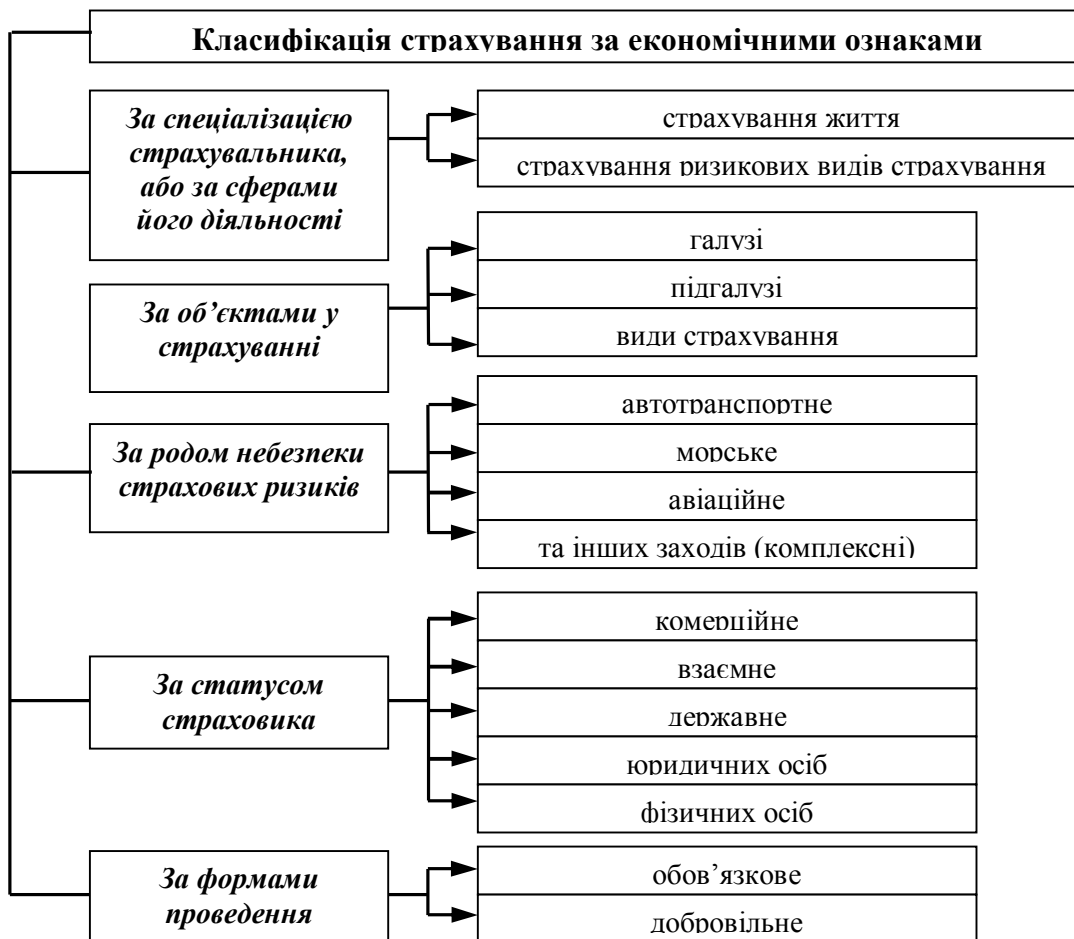 Класифікація страхування за економічними ознаками
За спеціалізацією
страхувальника,
або за сферами
його діяльності
страхування життя
страхування ризикових видів страхування
За об’єктами у
страхуванні
галузі
підгалузі
види страхування
За родом небезпеки
страхових ризиків
автотранспортне
морське
авіаційне
та інших заходів (комплексні)
За статусом
страховика
комерційне
взаємне
державне
юридичних осіб
фізичних осіб
За формами
проведення
обов’язкове
добровільне